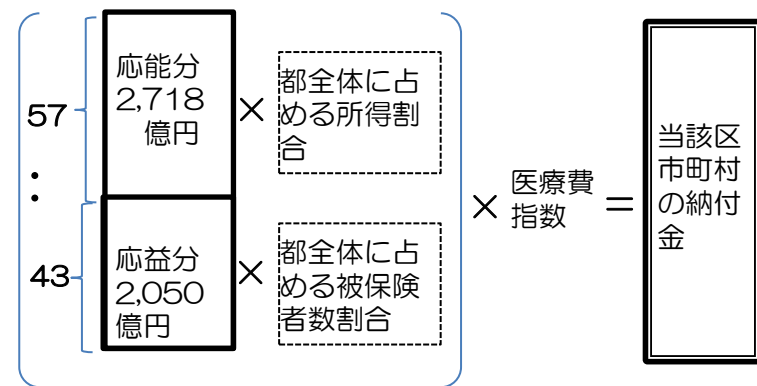 57
:
43
応能分
2,718
億円
×
都全体に占
める所得割
合
応益分
2,050
億円
×
都全体に占
める被保険
者数割合
×
医療費
指数
＝
当該区
市町村
の納付
金